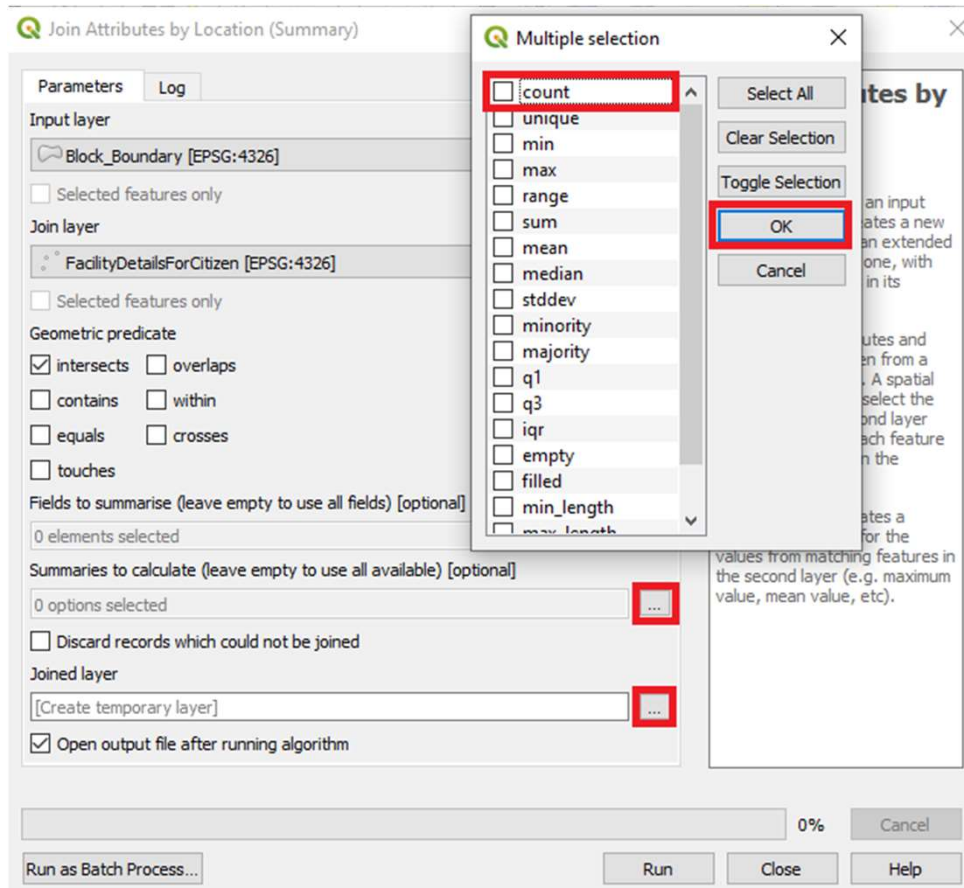 Join Attributes by Location (Summary)
Parameters
Log
Input layer
Block_Boundary [EPSG:4326]
Selected features only
Join layer
FacilityDetailsForCitizen [EPSG:4326]
Selected features only
Geometric predicate
intersects overlaps
contains within
equals crosses
touches
Fields to summarise (leave empty to use all fields) [optional]
0 elements selected
Summaries to calculate (leave empty to use all available) [optional]
0 options selected
...
Discard records which could not be joined
Joined layer
[Create temporary layer]
...
Open output file after running algorithm
0%
Cancel
Run as Batch Process...
Run
Close
Help
Multiple selection
count
unique
min
max
range
sum
mean
median
stddev
minority
majority
q1
q3
iqr
empty
filled
min_length
max_length
Select All
Clear Selection
Toggle Selection
OK
Cancel
by
an input
a new
an extended
one, with
in its
and
from a
. A spatial
select the
layer
feature
the
a
for the
values from matching features in
the second layer (e.g. maximum
value, mean value, etc).